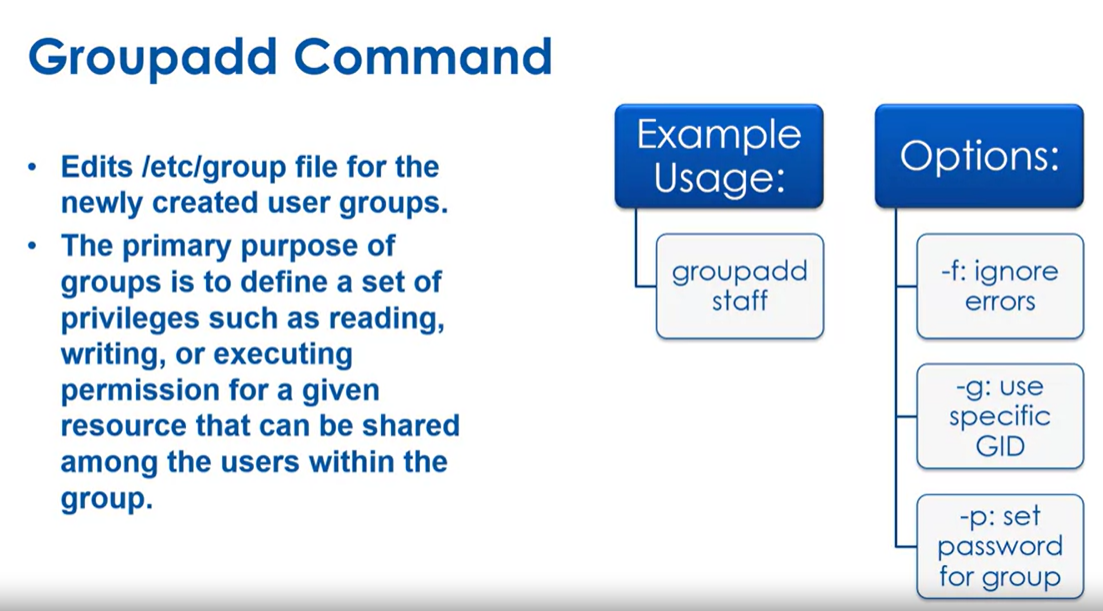 Groupadd Command
• Edits /etc/group file for the
newly created user groups.
• The primary purpose of
groups is to define a set of
privileges such as reading,
writing, or executing
permission for a given
resource that can be shared
among the users within the
group.
Example
Usage:
groupadd
staff
Options:
-f: ignore
errors
-g: use
specific
GID
-p: set
password
for group